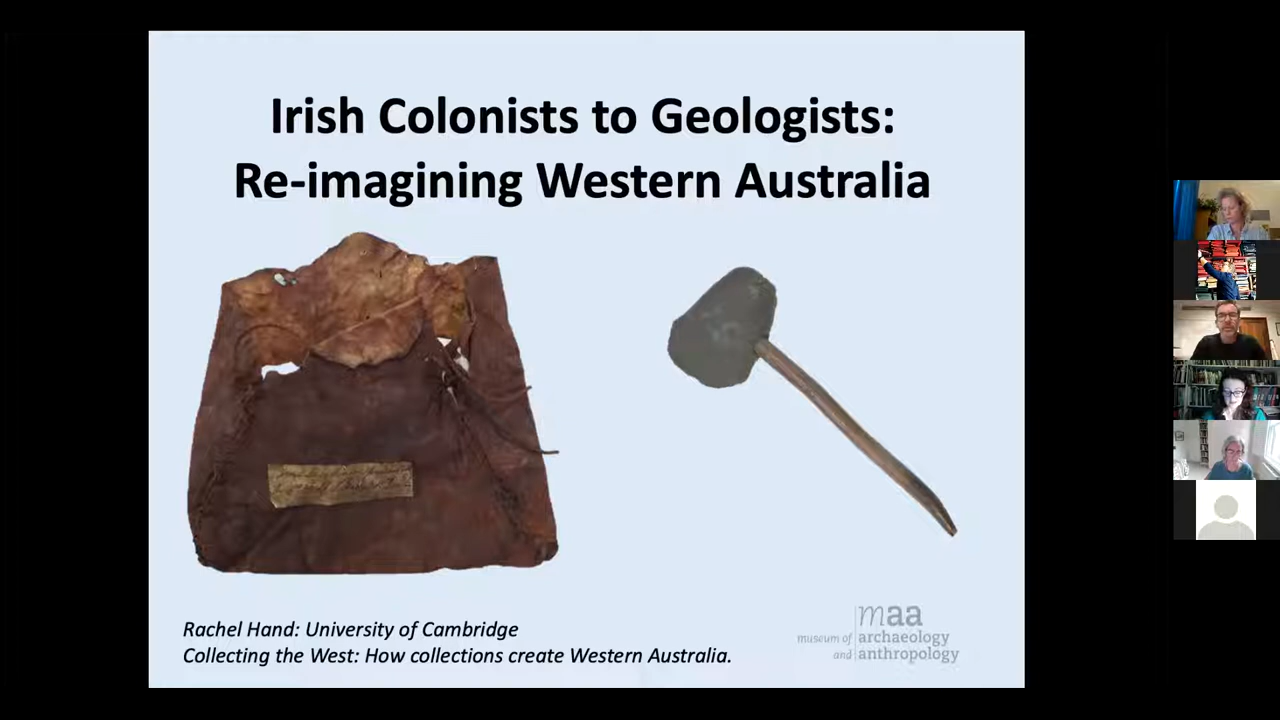 Irish Colonists to Geologists:
Re-imagining Western Australia
Rachel Hand: University of Cambridge
Collecting the West: How collections create Western Australia.
maa
museum of archaeology
and anthropology